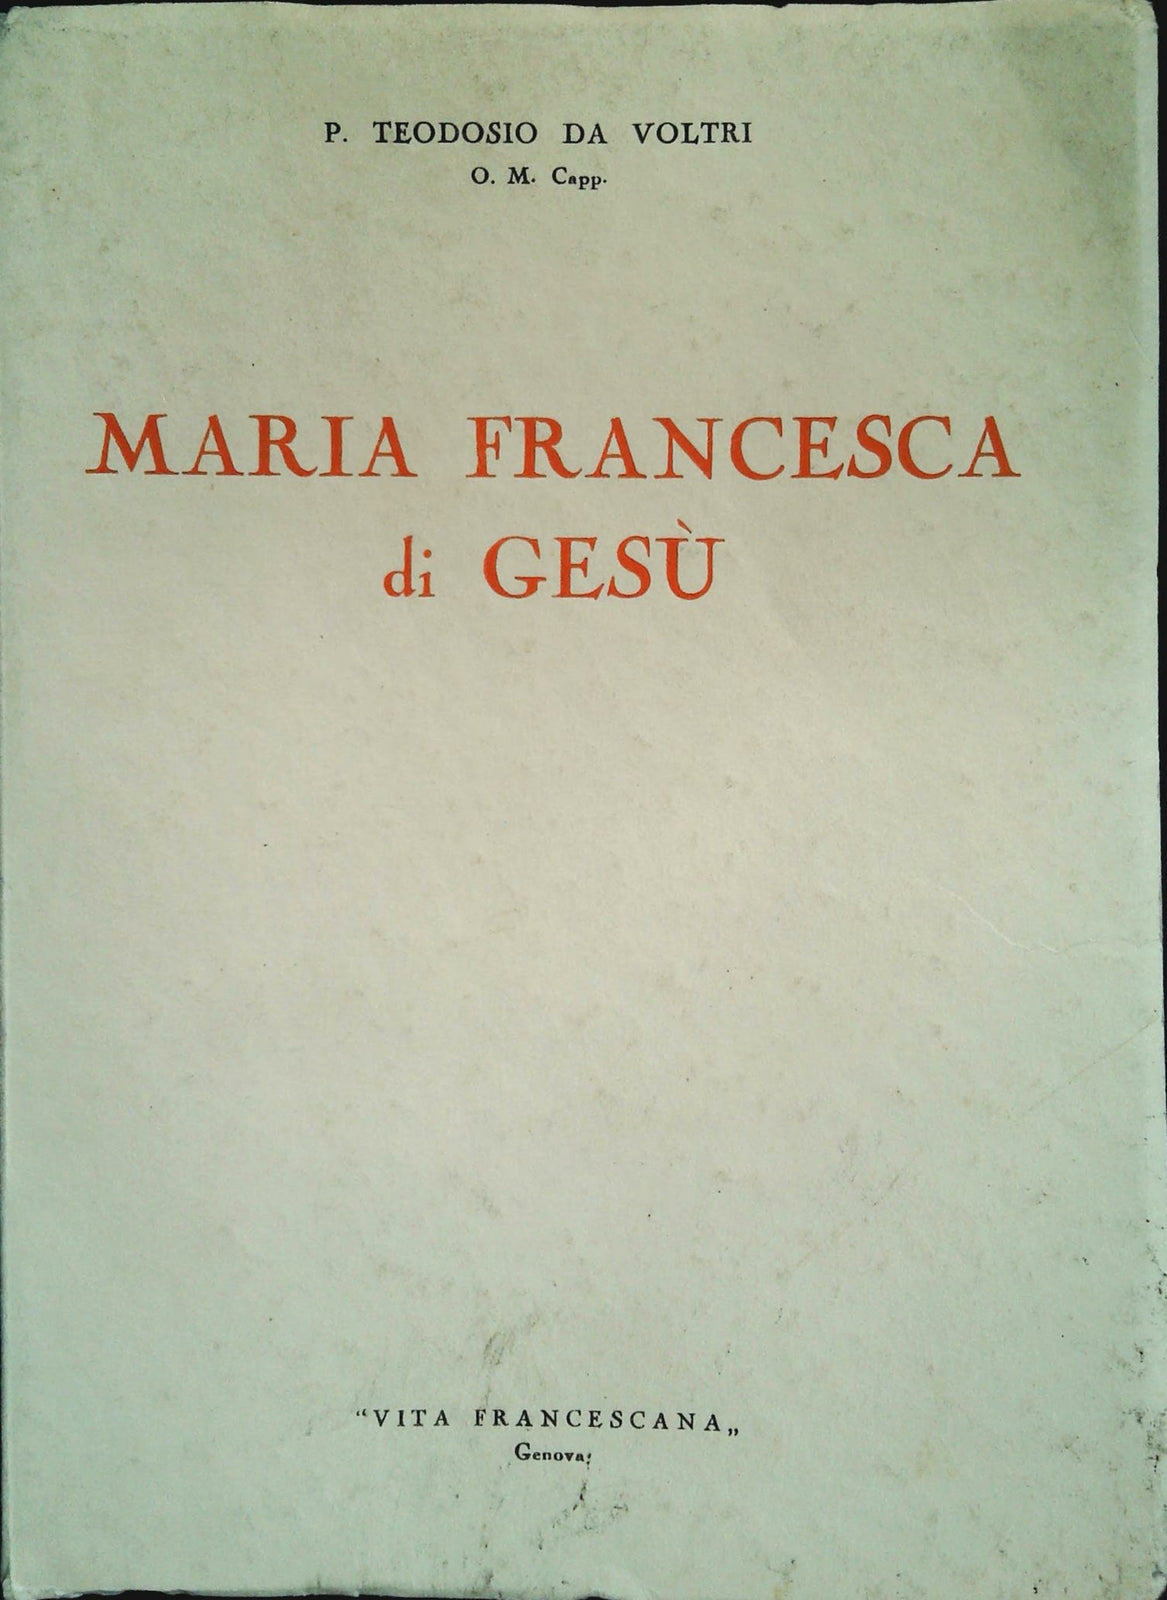 P. TEODOSIO DA VOLTRI
O. M. Capp.
MARIA FRANCESCA
di GESÙ
“VITA FRANCESCANA„
Genova